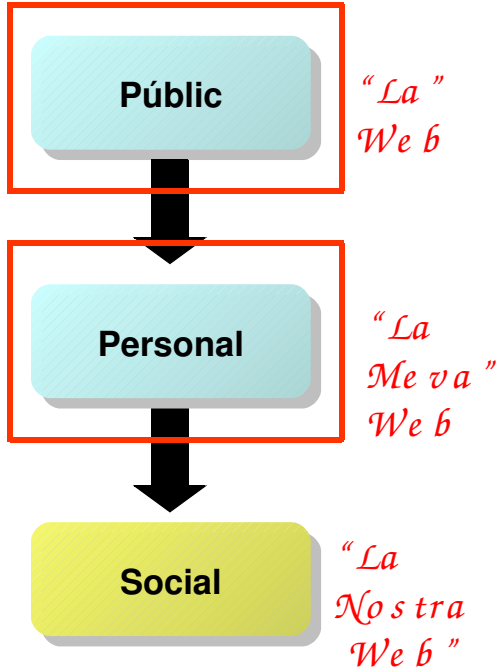 Públic
“La”
Web
Personal
“La
Meva”
Web
Social
“La
Nostra
Web”